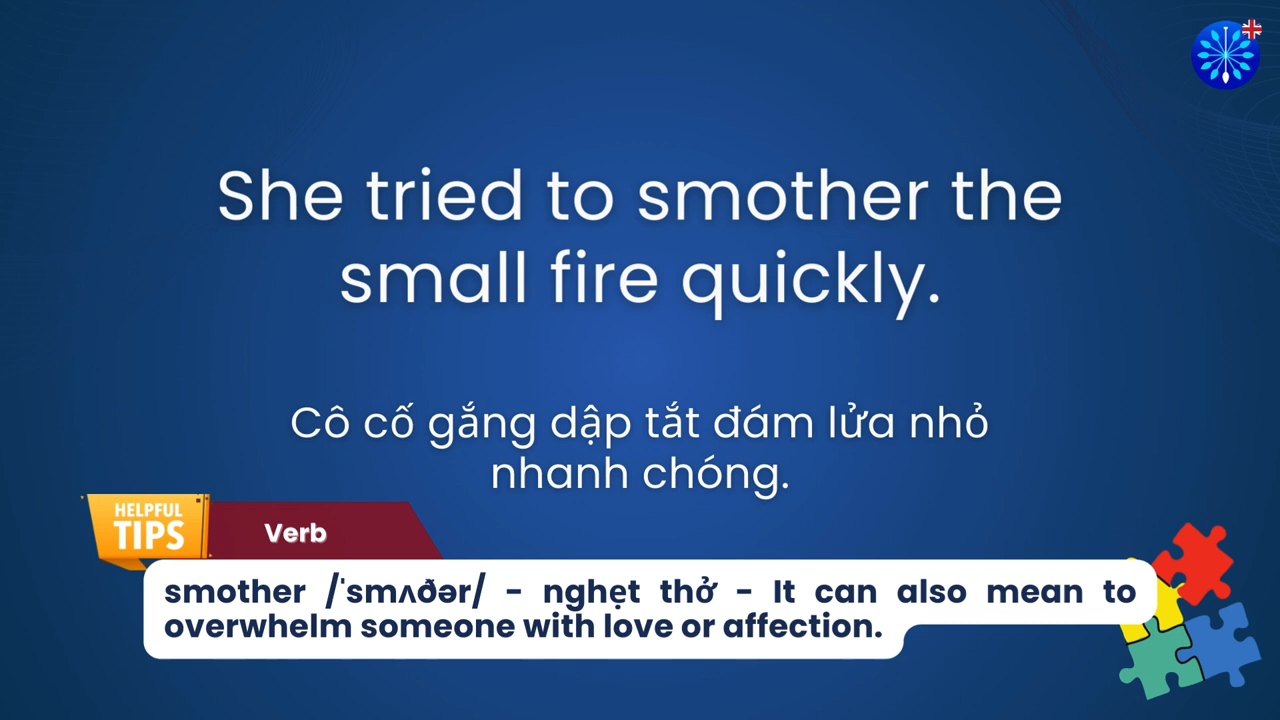 She tried to smother the
small fire quickly.
Cô cố gắng dập tắt đám lửa nhỏ
nhanh chóng.
HELPFUL
TIPS
Verb
smother /ˈsmʌðər/ - nghẹt thở - It can also mean to
overwhelm someone with love or affection.